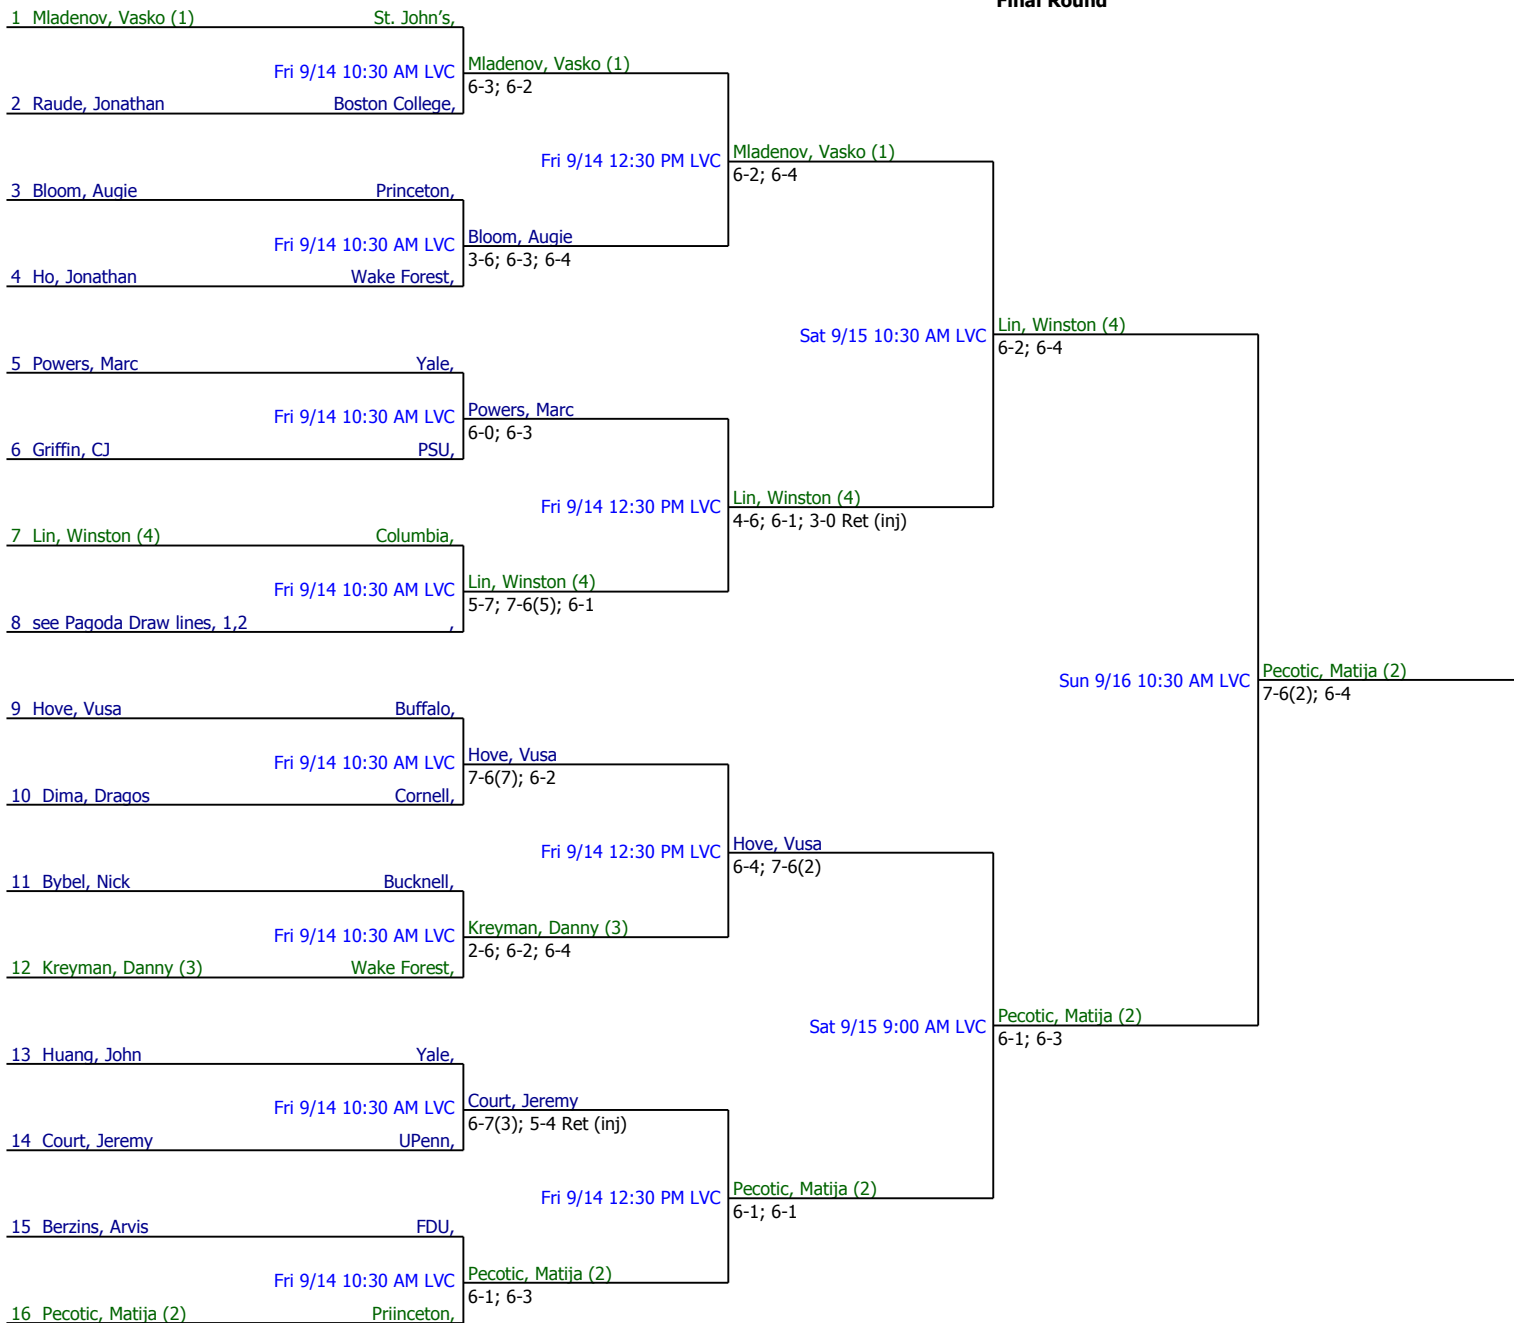 Final Round
1 Mladenov, Vasko (1) St. John's,
Fri 9/14 10:30 AM LVC Mladenov, Vasko (1)
6-3; 6-2
2 Raude, Jonathan Boston College,
Fri 9/14 12:30 PM LVC Mladenov, Vasko (1)
6-2; 6-4
3 Bloom, Augie Princeton,
Fri 9/14 10:30 AM LVC Bloom, Augie
3-6; 6-3; 6-4
4 Ho, Jonathan Wake Forest,
Sat 9/15 10:30 AM LVC Lin, Winston (4)
6-2; 6-4
5 Powers, Marc Yale,
Fri 9/14 10:30 AM LVC Powers, Marc
6-0; 6-3
6 Griffin, CJ PSU,
Fri 9/14 12:30 PM LVC Lin, Winston (4)
4-6; 6-1; 3-0 Ret (inj)
7 Lin, Winston (4) Columbia,
Fri 9/14 10:30 AM LVC Lin, Winston (4)
5-7; 7-6(5); 6-1
8 see Pagoda Draw lines, 1,2 ,
Sun 9/16 10:30 AM LVC Pecotic, Matija (2)
7-6(2); 6-4
9 Hove, Vusa Buffalo,
Fri 9/14 10:30 AM LVC Hove, Vusa
7-6(7); 6-2
10 Dima, Dragos Cornell,
Fri 9/14 12:30 PM LVC Hove, Vusa
6-4; 7-6(2)
11 Bybel, Nick Bucknell,
Fri 9/14 10:30 AM LVC Kreyman, Danny (3)
2-6; 6-2; 6-4
12 Kreyman, Danny (3) Wake Forest,
Sat 9/15 9:00 AM LVC Pecotic, Matija (2)
6-1; 6-3
13 Huang, John Yale,
Fri 9/14 10:30 AM LVC Court, Jeremy
6-7(3); 5-4 Ret (inj)
14 Court, Jeremy UPenn,
Fri 9/14 12:30 PM LVC Pecotic, Matija (2)
6-1; 6-1
15 Berzins, Arvis FDU,
Fri 9/14 10:30 AM LVC Pecotic, Matija (2)
6-1; 6-3
16 Pecotic, Matija (2) Priinceton,